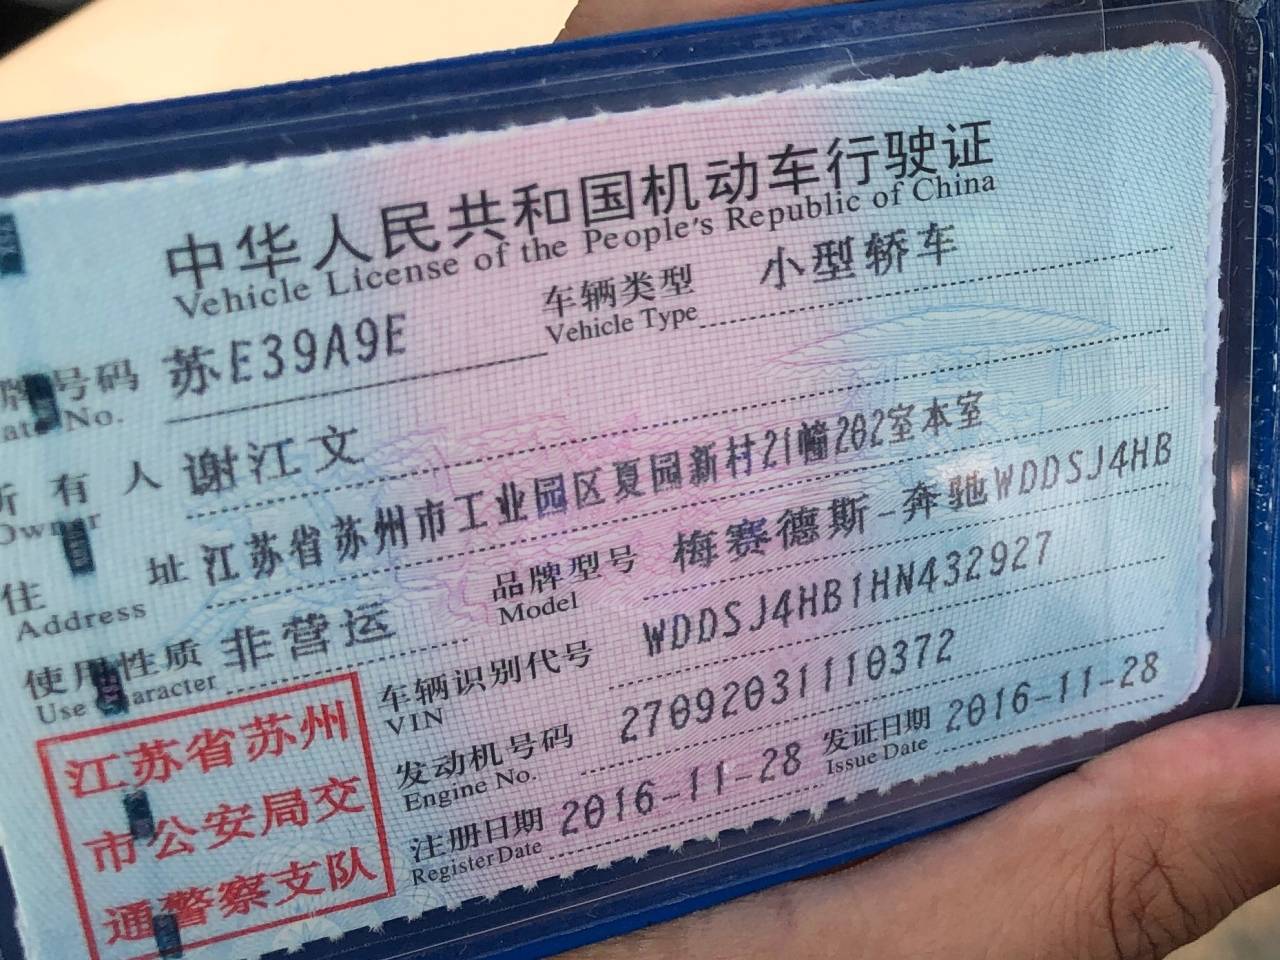 中华人民共和国机动车行驶证
Vehicle License of the People's Republic of China
号码 苏E39A9E 车辆类型 小型轿车
No. Vehicle Type
有人 谢江文
Owner
住址 江苏省苏州市工业园区夏园新村21幢202室本室
Address
使用性质 非营运 品牌型号 梅赛德斯-奔驰WDDSJ4HB
Use Character Model
车辆识别代号 WDDSJ4HB1HN432927
VIN
发动机号码 27092031110372
Engine No.
注册日期 2016-11-28 发证日期 2016-11-28
Register Date Issue Date
江苏省苏州
市公安局交
通警察支队